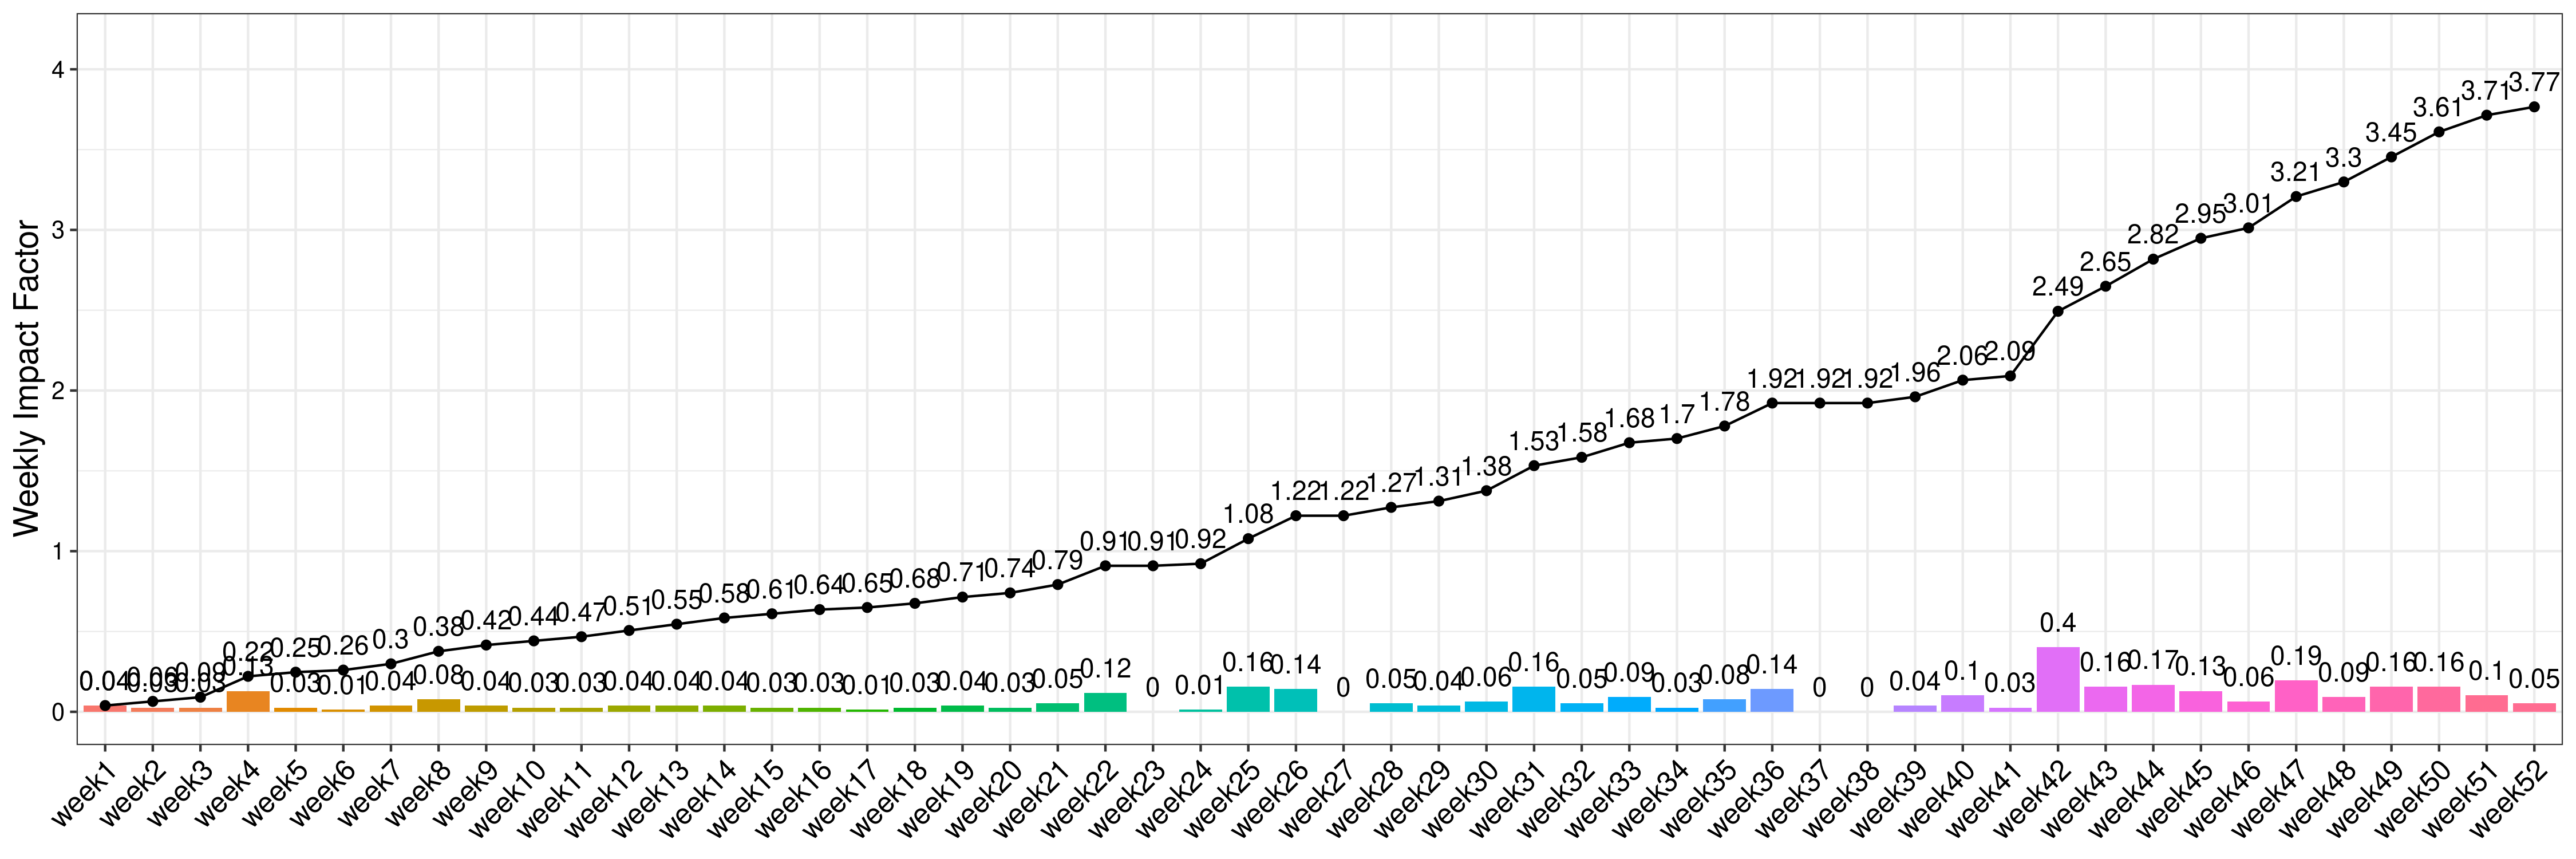 Weekly Impact Factor
4
3
2
1
0
0.04 0.06 0.09 0.22 0.25 0.26 0.3 0.38 0.42 0.44 0.47 0.51 0.55 0.58 0.61 0.64 0.65 0.68 0.71 0.74 0.79 0.91 0.91 0.92 1.08 1.22 1.22 1.27 1.31 1.38 1.53 1.58 1.68 1.7 1.78 1.92 1.92 1.92 1.96 2.06 2.09 2.49 2.65 2.82 2.95 3.01 3.21 3.3 3.45 3.61 3.71 3.77
0.04 0.03 0.03 0.13 0.03 0.01 0.04 0.08 0.04 0.03 0.03 0.04 0.04 0.04 0.03 0.03 0.01 0.03 0.04 0.03 0.05 0.12 0 0.01 0.16 0.14 0 0.05 0.04 0.06 0.16 0.05 0.09 0.03 0.08 0.14 0 0 0.04 0.1 0.03 0.4 0.16 0.17 0.13 0.06 0.19 0.09 0.16 0.16 0.1 0.05
week1 week2 week3 week4 week5 week6 week7 week8 week9 week10 week11 week12 week13 week14 week15 week16 week17 week18 week19 week20 week21 week22 week23 week24 week25 week26 week27 week28 week29 week30 week31 week32 week33 week34 week35 week36 week37 week38 week39 week40 week41 week42 week43 week44 week45 week46 week47 week48 week49 week50 week51 week52